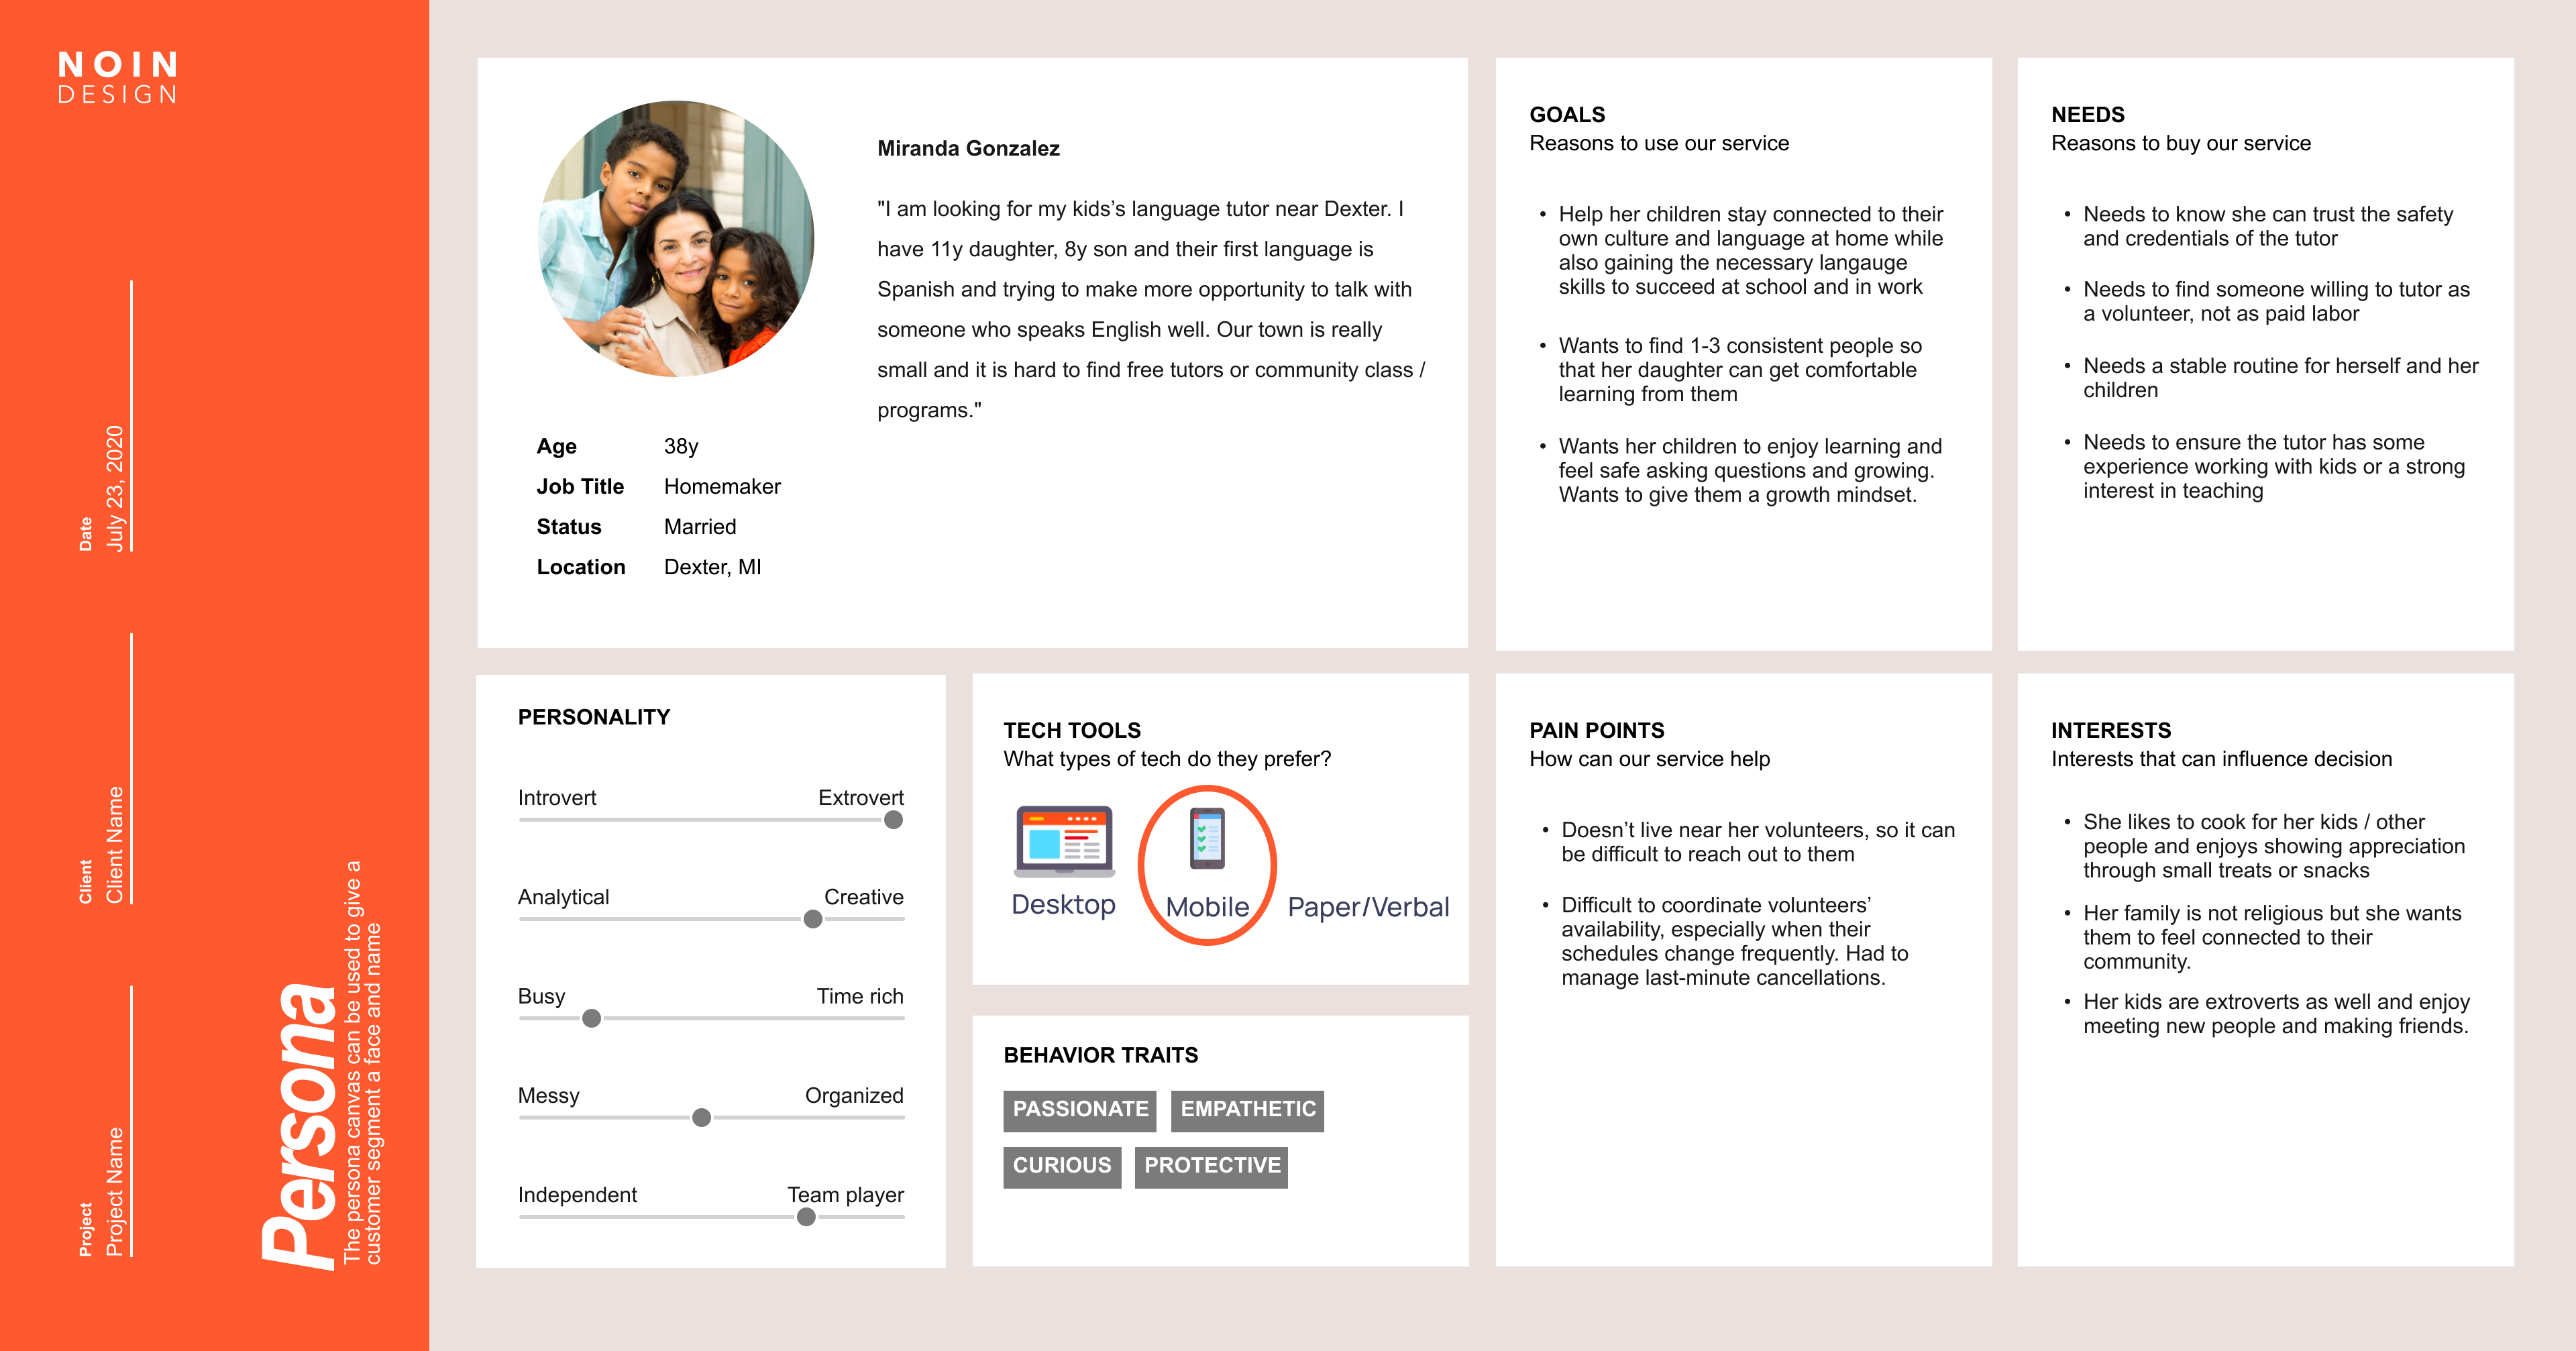 NOIN
DESIGN
Date
July 23, 2020
Client
Client Name
Project
Project Name
Persona
The persona canvas can be used to give a
customer segment a face and name
Miranda Gonzalez
"I am looking for my kids’s language tutor near Dexter. I
have 11y daughter, 8y son and their first language is
Spanish and trying to make more opportunity to talk with
someone who speaks English well. Our town is really
small and it is hard to find free tutors or community class /
programs."
Age 38y
Job Title Homemaker
Status Married
Location Dexter, MI
GOALS
Reasons to use our service
• Help her children stay connected to their
own culture and language at home while
also gaining the necessary langauge
skills to succeed at school and in work
• Wants to find 1-3 consistent people so
that her daughter can get comfortable
learning from them
• Wants her children to enjoy learning and
feel safe asking questions and growing.
Wants to give them a growth mindset.
NEEDS
Reasons to buy our service
• Needs to know she can trust the safety
and credentials of the tutor
• Needs to find someone willing to tutor as
a volunteer, not as paid labor
• Needs a stable routine for herself and her
children
• Needs to ensure the tutor has some
experience working with kids or a strong
interest in teaching
PERSONALITY
Introvert Extrovert
Analytical Creative
Busy Time rich
Messy Organized
Independent Team player
TECH TOOLS
What types of tech do they prefer?
Desktop Mobile Paper/Verbal
BEHAVIOR TRAITS
PASSIONATE EMPATHETIC
CURIOUS PROTECTIVE
PAIN POINTS
How can our service help
• Doesn’t live near her volunteers, so it can
be difficult to reach out to them
• Difficult to coordinate volunteers’
availability, especially when their
schedules change frequently. Had to
manage last-minute cancellations.
INTERESTS
Interests that can influence decision
• She likes to cook for her kids / other
people and enjoys showing appreciation
through small treats or snacks
• Her family is not religious but she wants
them to feel connected to their
community.
• Her kids are extroverts as well and enjoy
meeting new people and making friends.